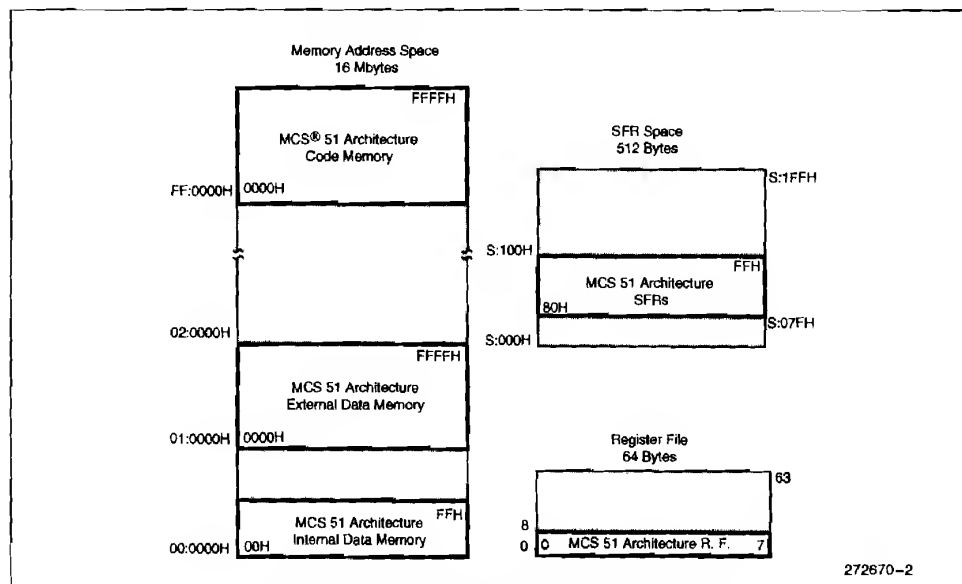 Memory Address Space
16 Mbytes
FFFFH
MCS® 51 Architecture
Code Memory
FF:0000H
0000H
02:0000H
FFFFH
MCS 51 Architecture
External Data Memory
01:0000H
0000H
FFH
MCS 51 Architecture
Internal Data Memory
00:0000H
00H
SFR Space
512 Bytes
S:1FFH
S:100H
FFH
MCS 51 Architecture
SFRs
80H
S:07FH
S:000H
Register File
64 Bytes
63
8
0
0 MCS 51 Architecture R. F. 7
272670-2